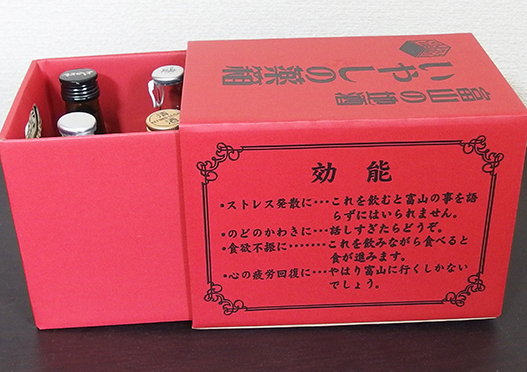 富山の地酒
いやしの薬箱
効能
・ストレス発散に…これを飲むと富山の事を語
らずにはいられません。
・のどのかわきに…話しすぎたらどうぞ。
・食欲不振に………これを飲みながら食べると
食が進みます。
・心の疲労回復に…やはり富山に行くしかない
でしょう。